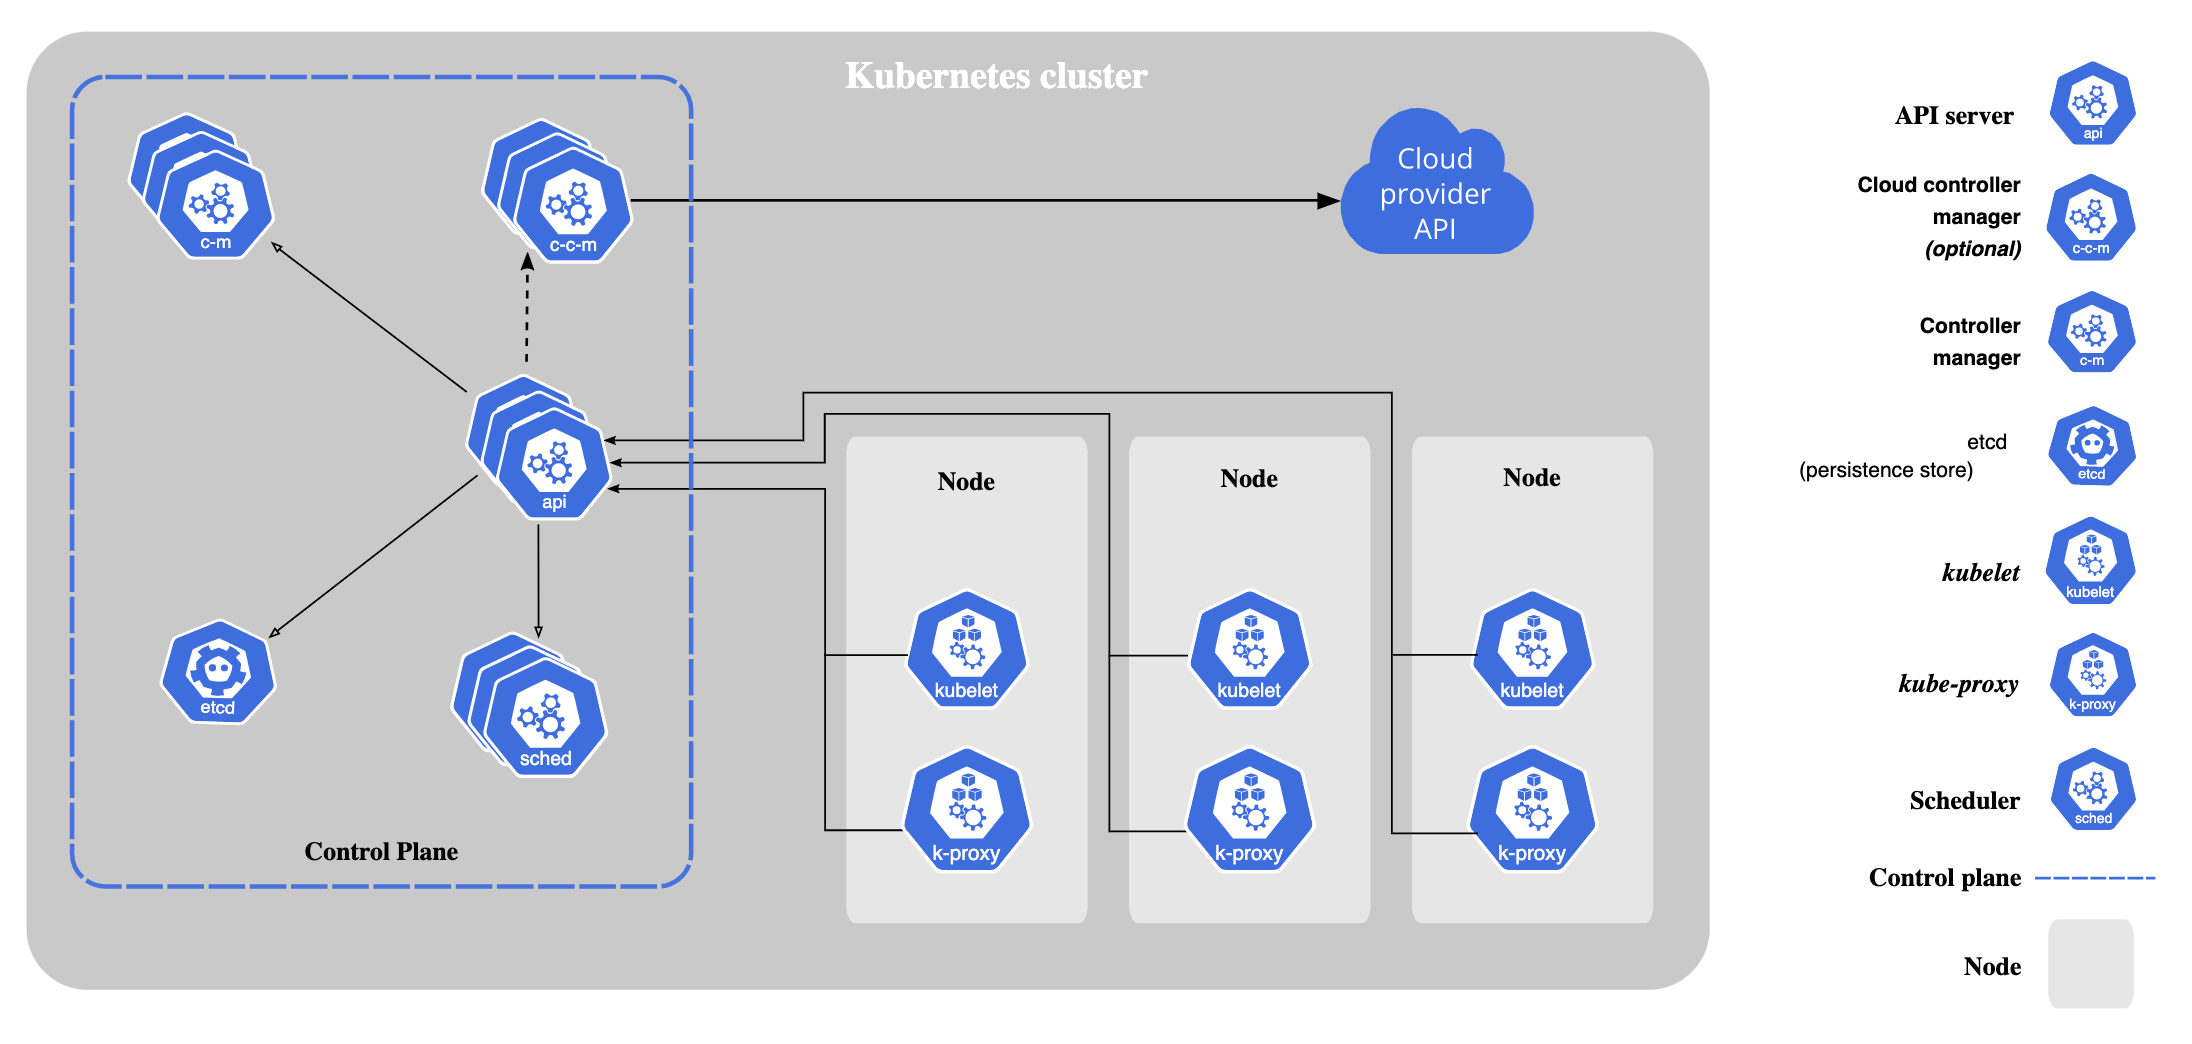 Kubernetes cluster
c-m
c-c-m
Cloud
provider
API
api
etcd
sched
Control Plane
Node
kubelet
k-proxy
Node
kubelet
k-proxy
Node
kubelet
k-proxy
API server
api
Cloud controller
manager
(optional)
c-c-m
Controller
manager
c-m
etcd
(persistence store)
etcd
kubelet
kubelet
kube-proxy
k-proxy
Scheduler
sched
Control plane
Node